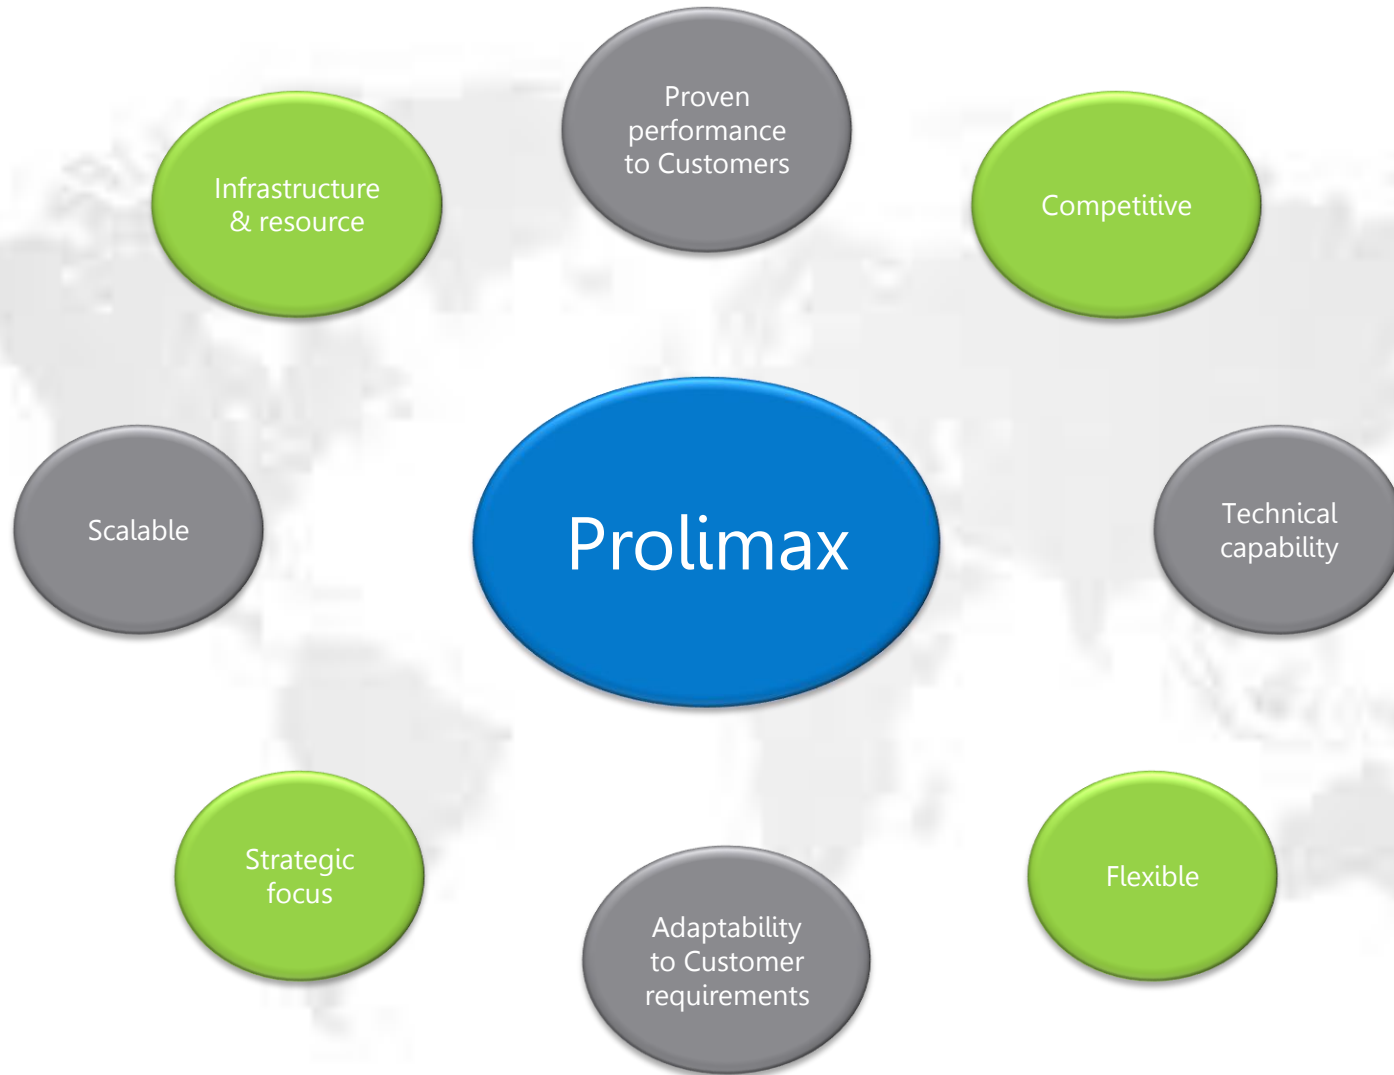 Proven
performance
to Customers
Infrastructure
& resource
Competitive
Scalable
Prolimax
Technical
capability
Strategic
focus
Flexible
Adaptability
to Customer
requirements